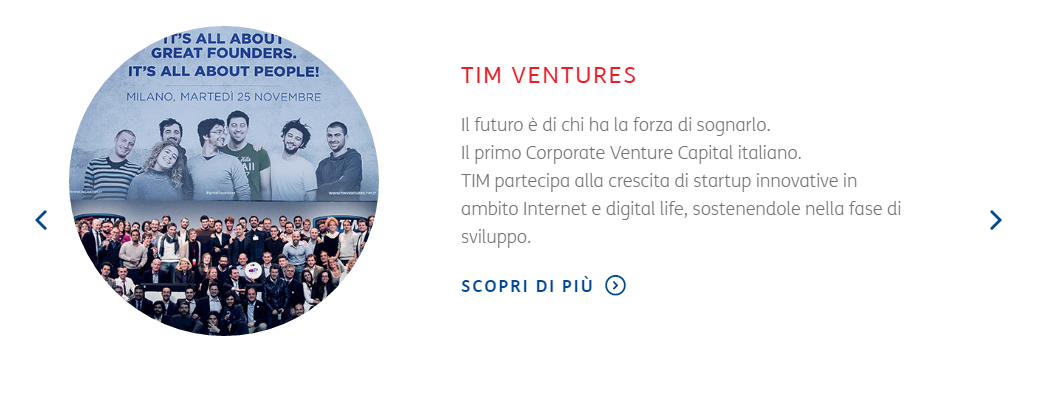 IT'S ALL ABOUT
GREAT FOUNDERS.
IT'S ALL ABOUT PEOPLE!
MILANO, MARTEDÌ 25 NOVEMBRE
TIM VENTURES
Il futuro è di chi ha la forza di sognarlo.
Il primo Corporate Venture Capital italiano.
TIM partecipa alla crescita di startup innovative in
ambito Internet e digital life, sostenendole nella fase di
sviluppo.
SCOPRI DI PIÙ